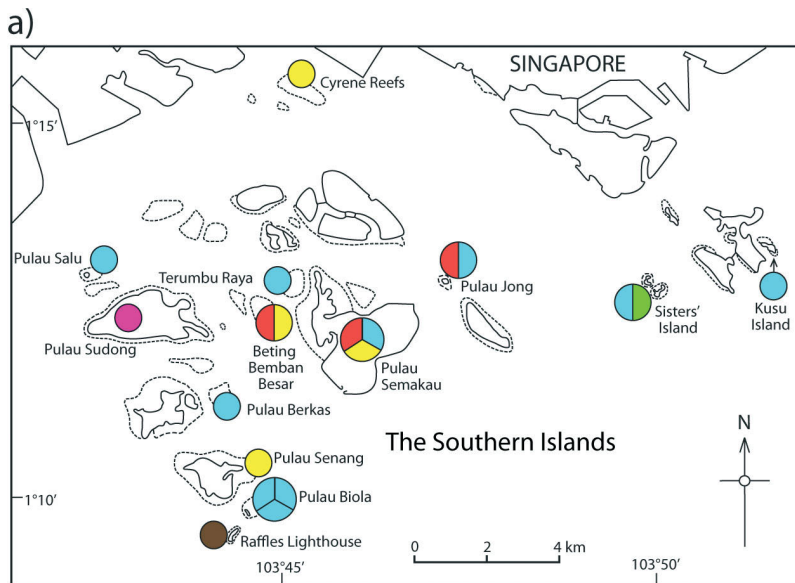 a)
SINGAPORE
Cyrene Reefs
1°15′
Pulau Salu
Terumbu Raya
Pulau Jong
Sisters'
Island
Kusu
Island
Pulau Sudong
Beting
Bemban
Besar
Pulau
Semakau
Pulau Berkas
The Southern Islands
N
Pulau Senang
1°10′
Pulau Biola
Raffles Lighthouse
0 2 4 km
103°45′ 103°50′